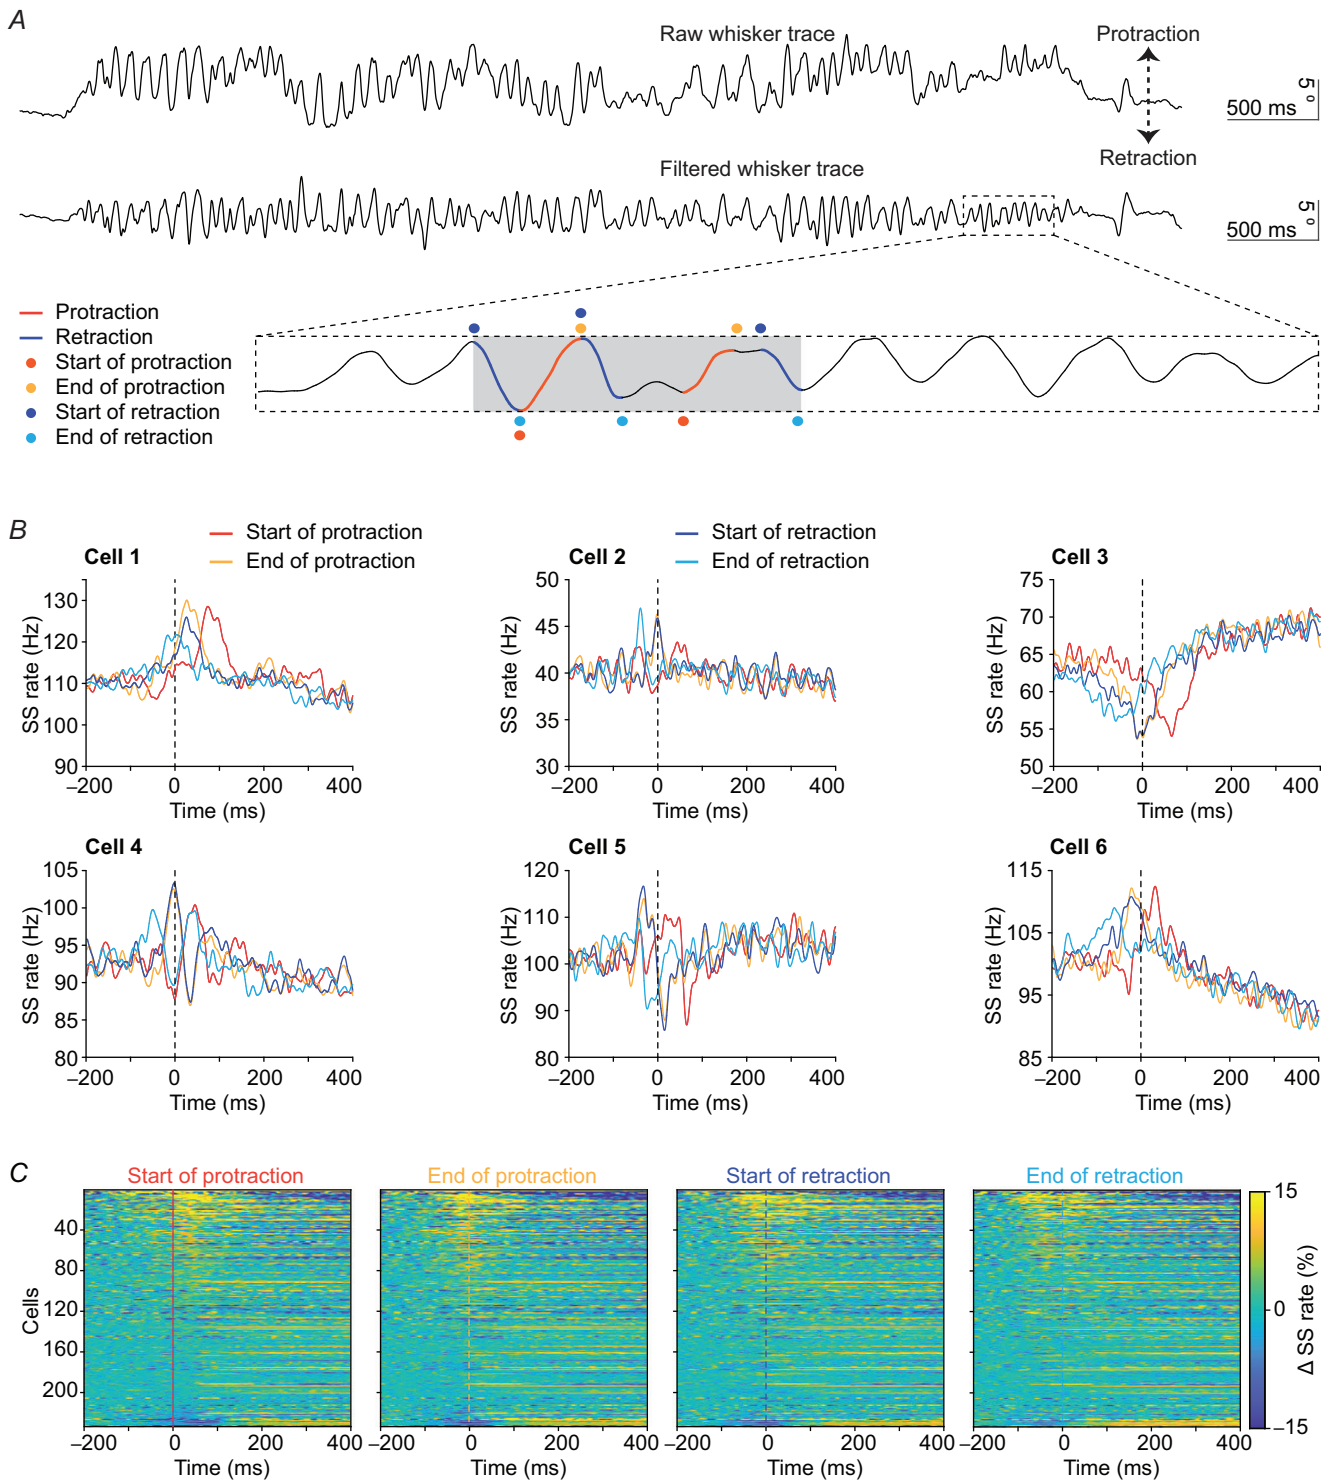 A
Raw whisker trace
Protraction
5°
500 ms
Retraction
Filtered whisker trace
5°
500 ms
Protraction
Retraction
Start of protraction
End of protraction
Start of retraction
End of retraction
B
Start of protraction
End of protraction
Start of retraction
End of retraction
Cell 1
SS rate (Hz)
130
120
110
100
90
−200 0 200 400
Time (ms)
Cell 2
SS rate (Hz)
50
45
40
35
30
−200 0 200 400
Time (ms)
Cell 3
SS rate (Hz)
75
70
65
60
55
50
−200 0 200 400
Time (ms)
Cell 4
SS rate (Hz)
105
100
95
90
85
80
−200 0 200 400
Time (ms)
Cell 5
SS rate (Hz)
120
110
100
90
80
−200 0 200 400
Time (ms)
Cell 6
SS rate (Hz)
115
105
95
85
−200 0 200 400
Time (ms)
C
Start of protraction
End of protraction
Start of retraction
End of retraction
Cells
40
80
120
160
200
−200 0 200 400
Time (ms)
−200 0 200 400
Time (ms)
−200 0 200 400
Time (ms)
−200 0 200 400
Time (ms)
15
0
−15
Δ SS rate (%)